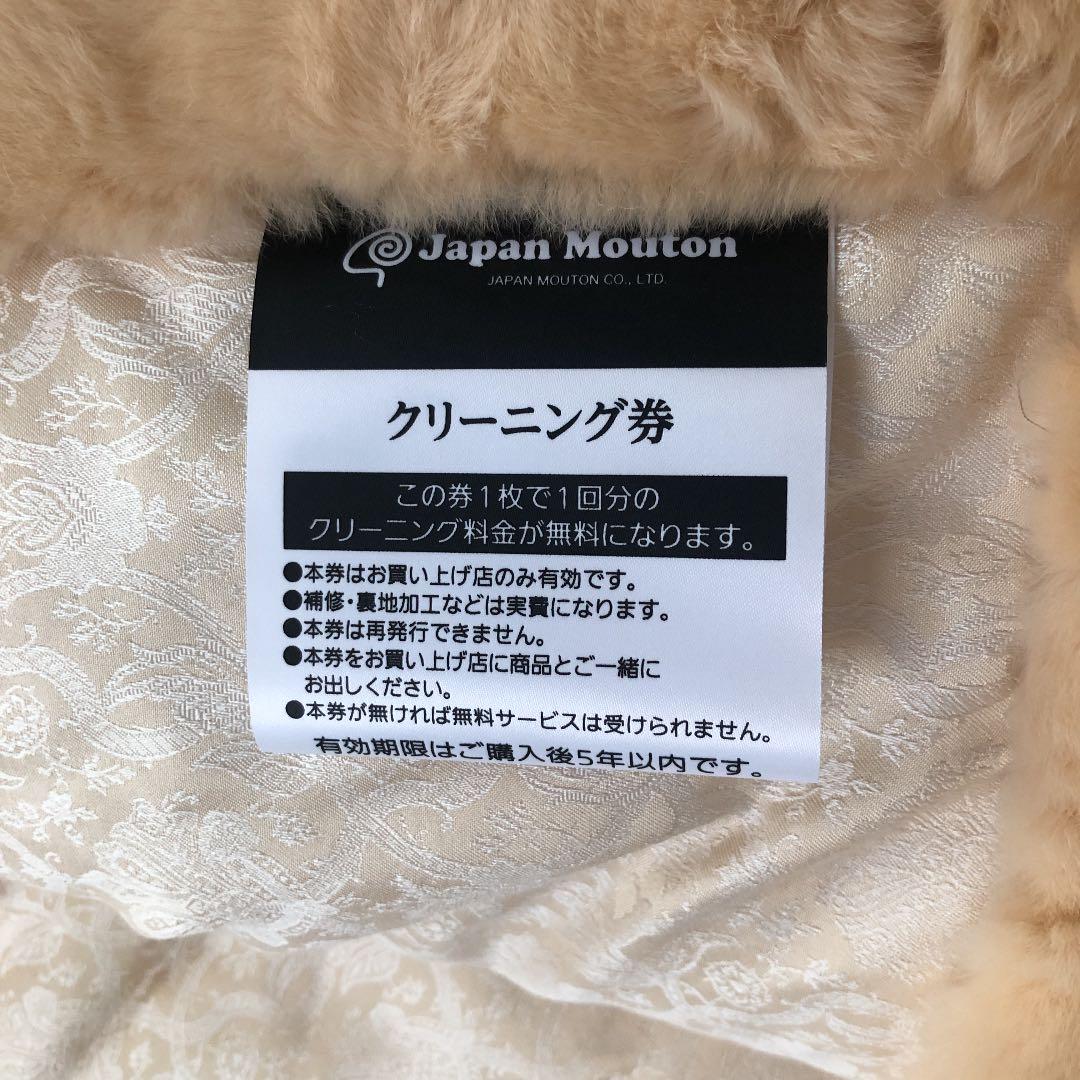 Japan Mouton
JAPAN MOUTON CO., LTD.
クリーニング券
この券1枚で1回分の
クリーニング料金が無料になります。
●本券はお買い上げ店のみ有効です。
●補修・裏地加工などは実費になります。
●本券は再発行できません。
●本券をお買い上げ店に商品とご一緒に
お出しください。
●本券が無ければ無料サービスは受けられません。
有効期限はご購入後5年以内です。